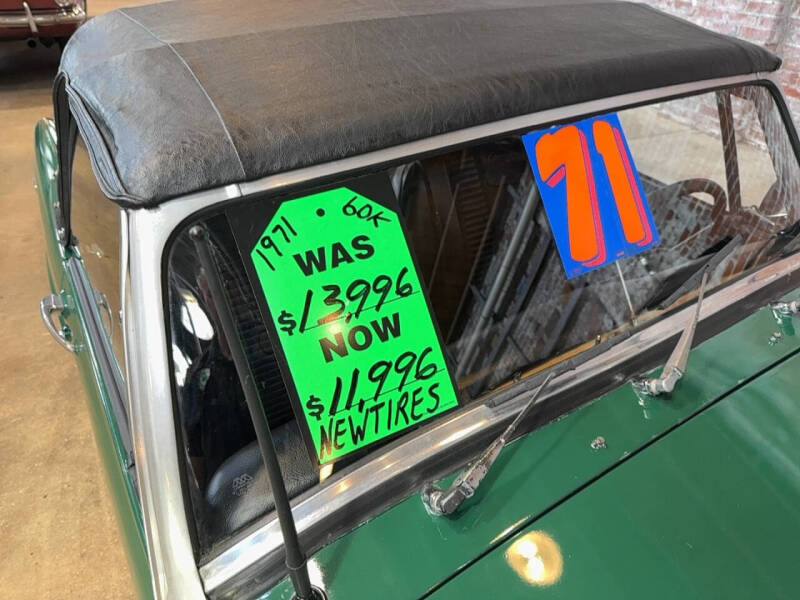 1971 60K
WAS
$13,996
NOW
$11,996
NEW TIRES
71